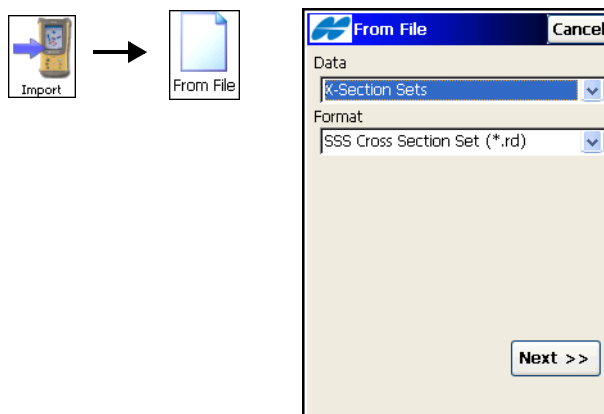 Import
From File
From File
Cancel
Data
X-Section Sets
Format
SSS Cross Section Set (*.rd)
Next >>